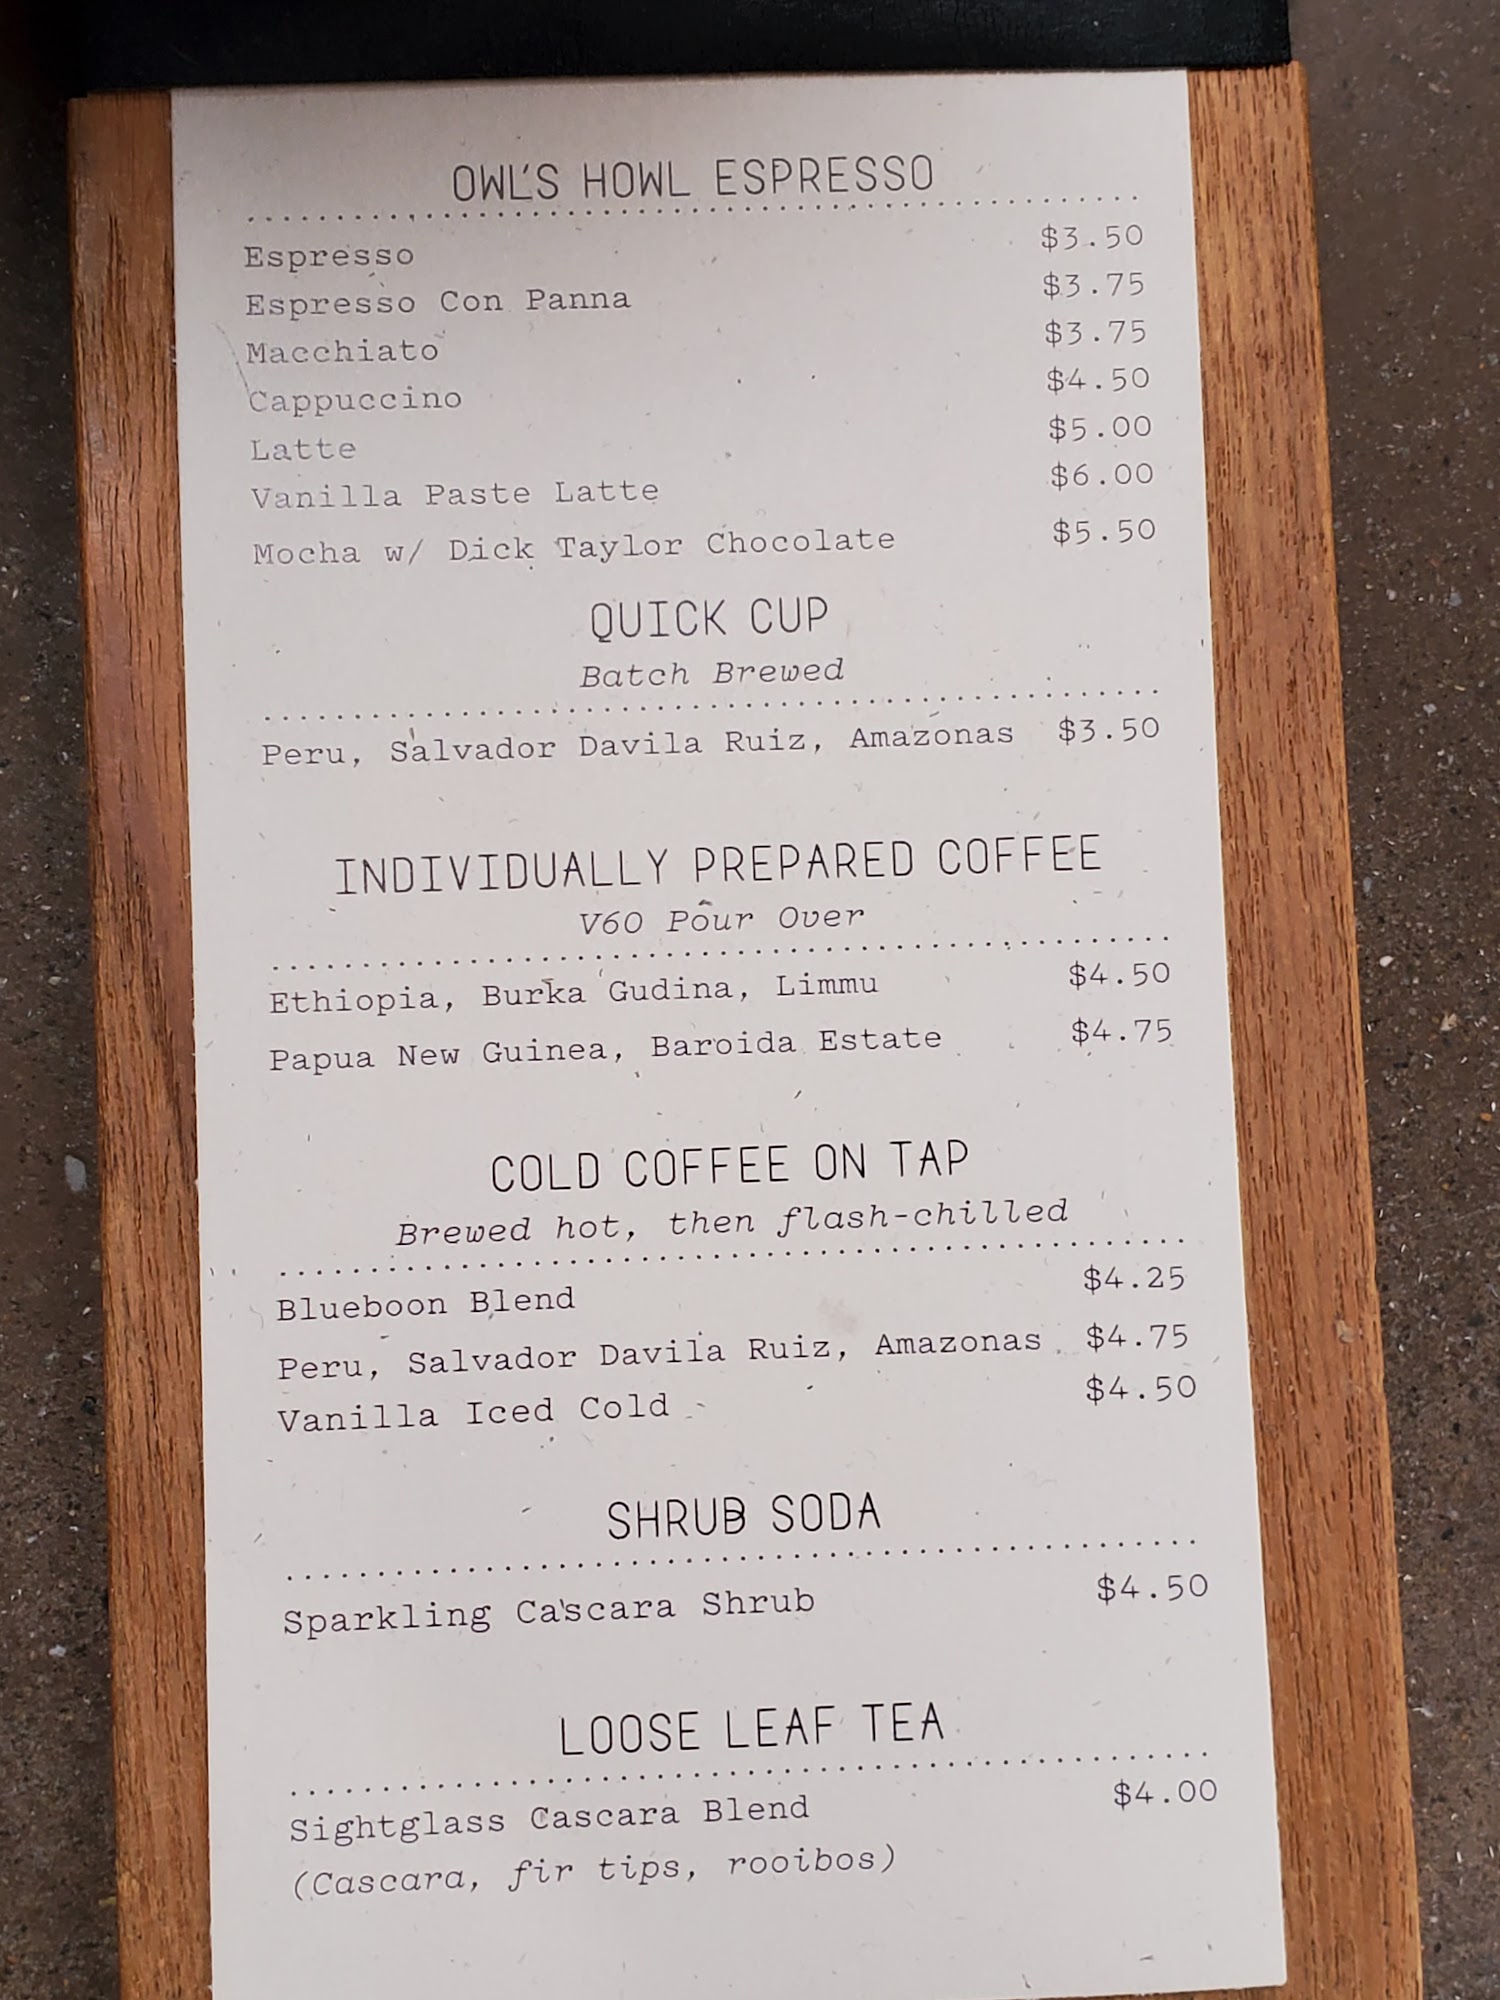 OWL'S HOWL ESPRESSO
Espresso $3.50
Espresso Con Panna $3.75
Macchiato $3.75
Cappuccino $4.50
Latte $5.00
Vanilla Paste Latte $6.00
Mocha w/ Dick Taylor Chocolate $5.50
QUICK CUP
Batch Brewed
Peru, Salvador Davila Ruiz, Amazonas $3.50
INDIVIDUALLY PREPARED COFFEE
V60 Pour Over
Ethiopia, Burka Gudina, Limmu $4.50
Papua New Guinea, Baroida Estate $4.75
COLD COFFEE ON TAP
Brewed hot, then flash-chilled
Blueboon Blend $4.25
Peru, Salvador Davila Ruiz, Amazonas $4.75
Vanilla Iced Cold $4.50
SHRUB SODA
Sparkling Cascara Shrub $4.50
LOOSE LEAF TEA
Sightglass Cascara Blend $4.00
(Cascara, fir tips, rooibos)